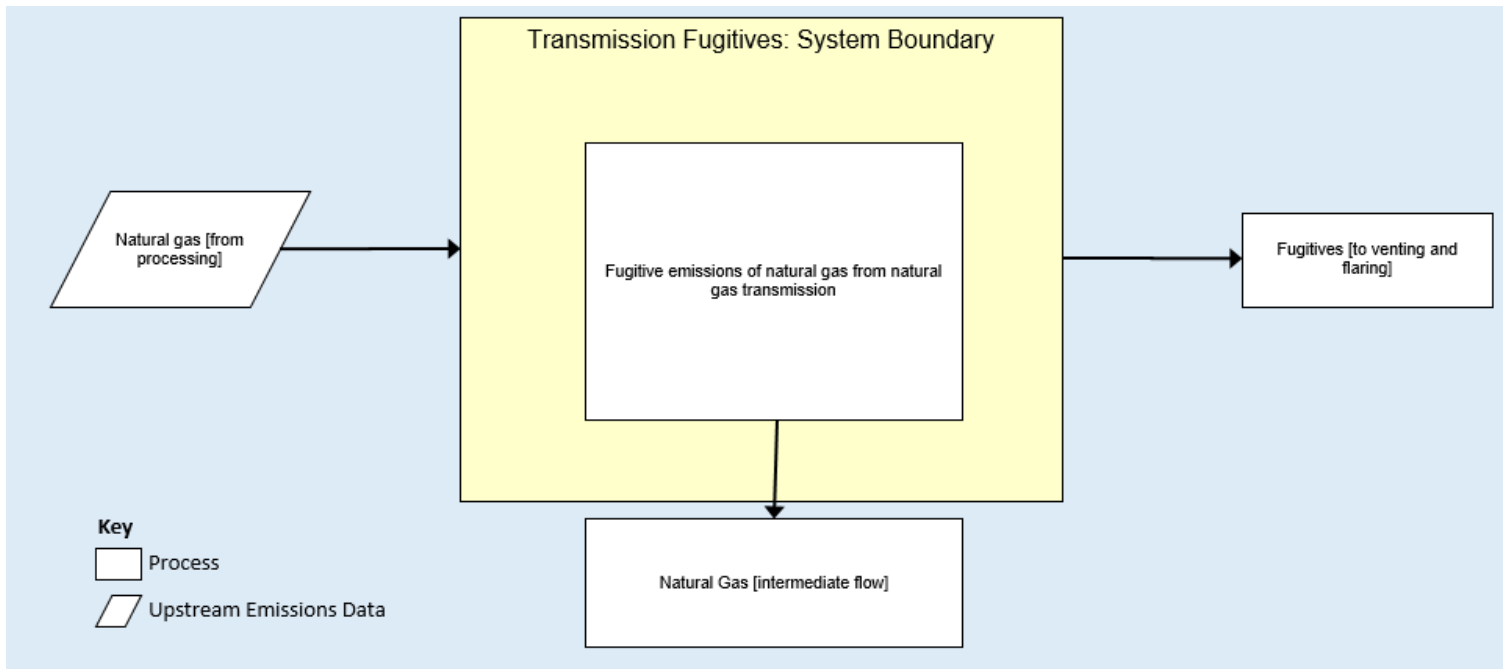 Transmission Fugitives: System Boundary
Natural gas [from
processing]
Fugitive emissions of natural gas from natural
gas transmission
Fugitives [to venting and
flaring]
Natural Gas [intermediate flow]
Key
Process
Upstream Emissions Data